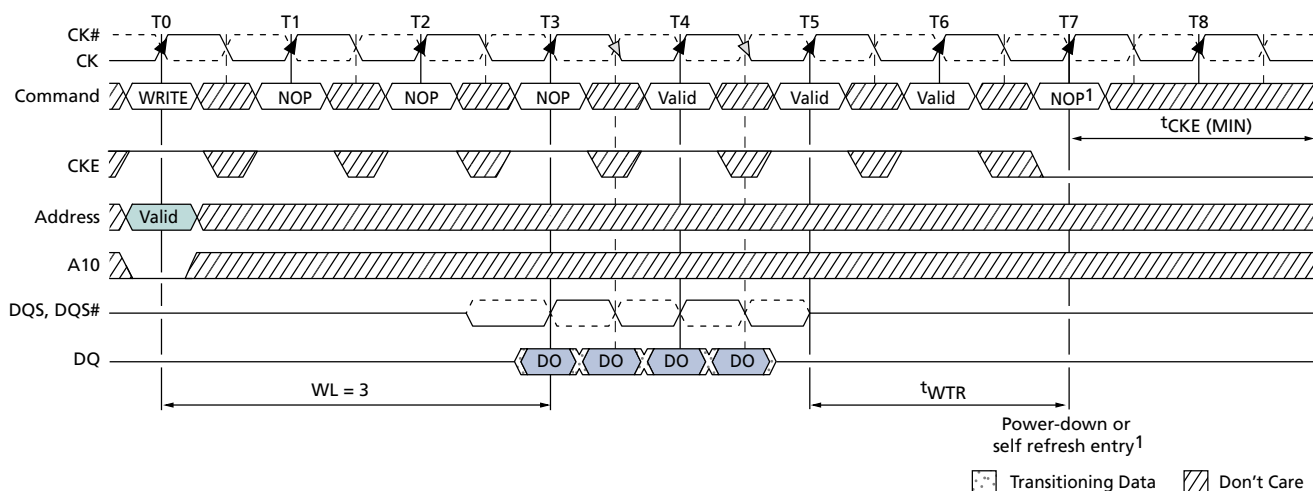 T0 T1 T2 T3 T4 T5 T6 T7 T8
CK#
CK
Command WRITE NOP NOP NOP Valid Valid Valid NOP1
tCKE (MIN)
CKE
Address Valid
A10
DQS, DQS#
DQ DO DO DO DO
WL = 3 tWTR
Power-down or
self refresh entry1
Transitioning Data Don't Care